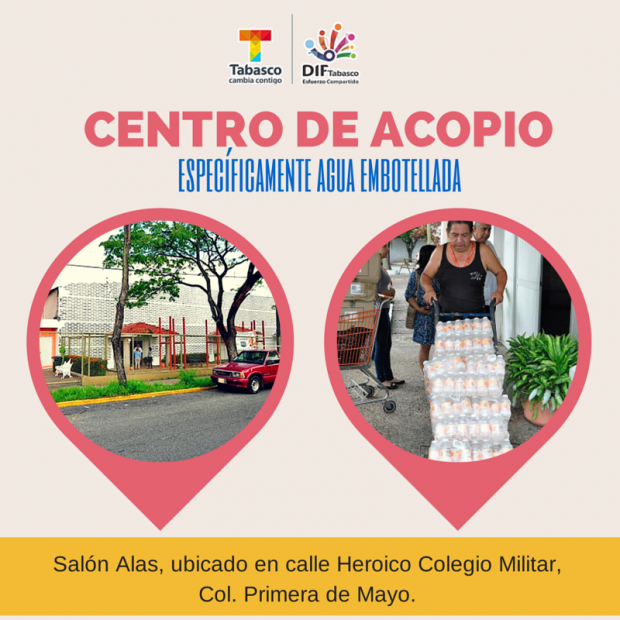 Tabasco
cambia contigo
DIF Tabasco
Esfuerzo Compartido
CENTRO DE ACOPIO
ESPECÍFICAMENTE AGUA EMBOTELLADA
Salón Alas, ubicado en calle Heroico Colegio Militar,
Col. Primera de Mayo.